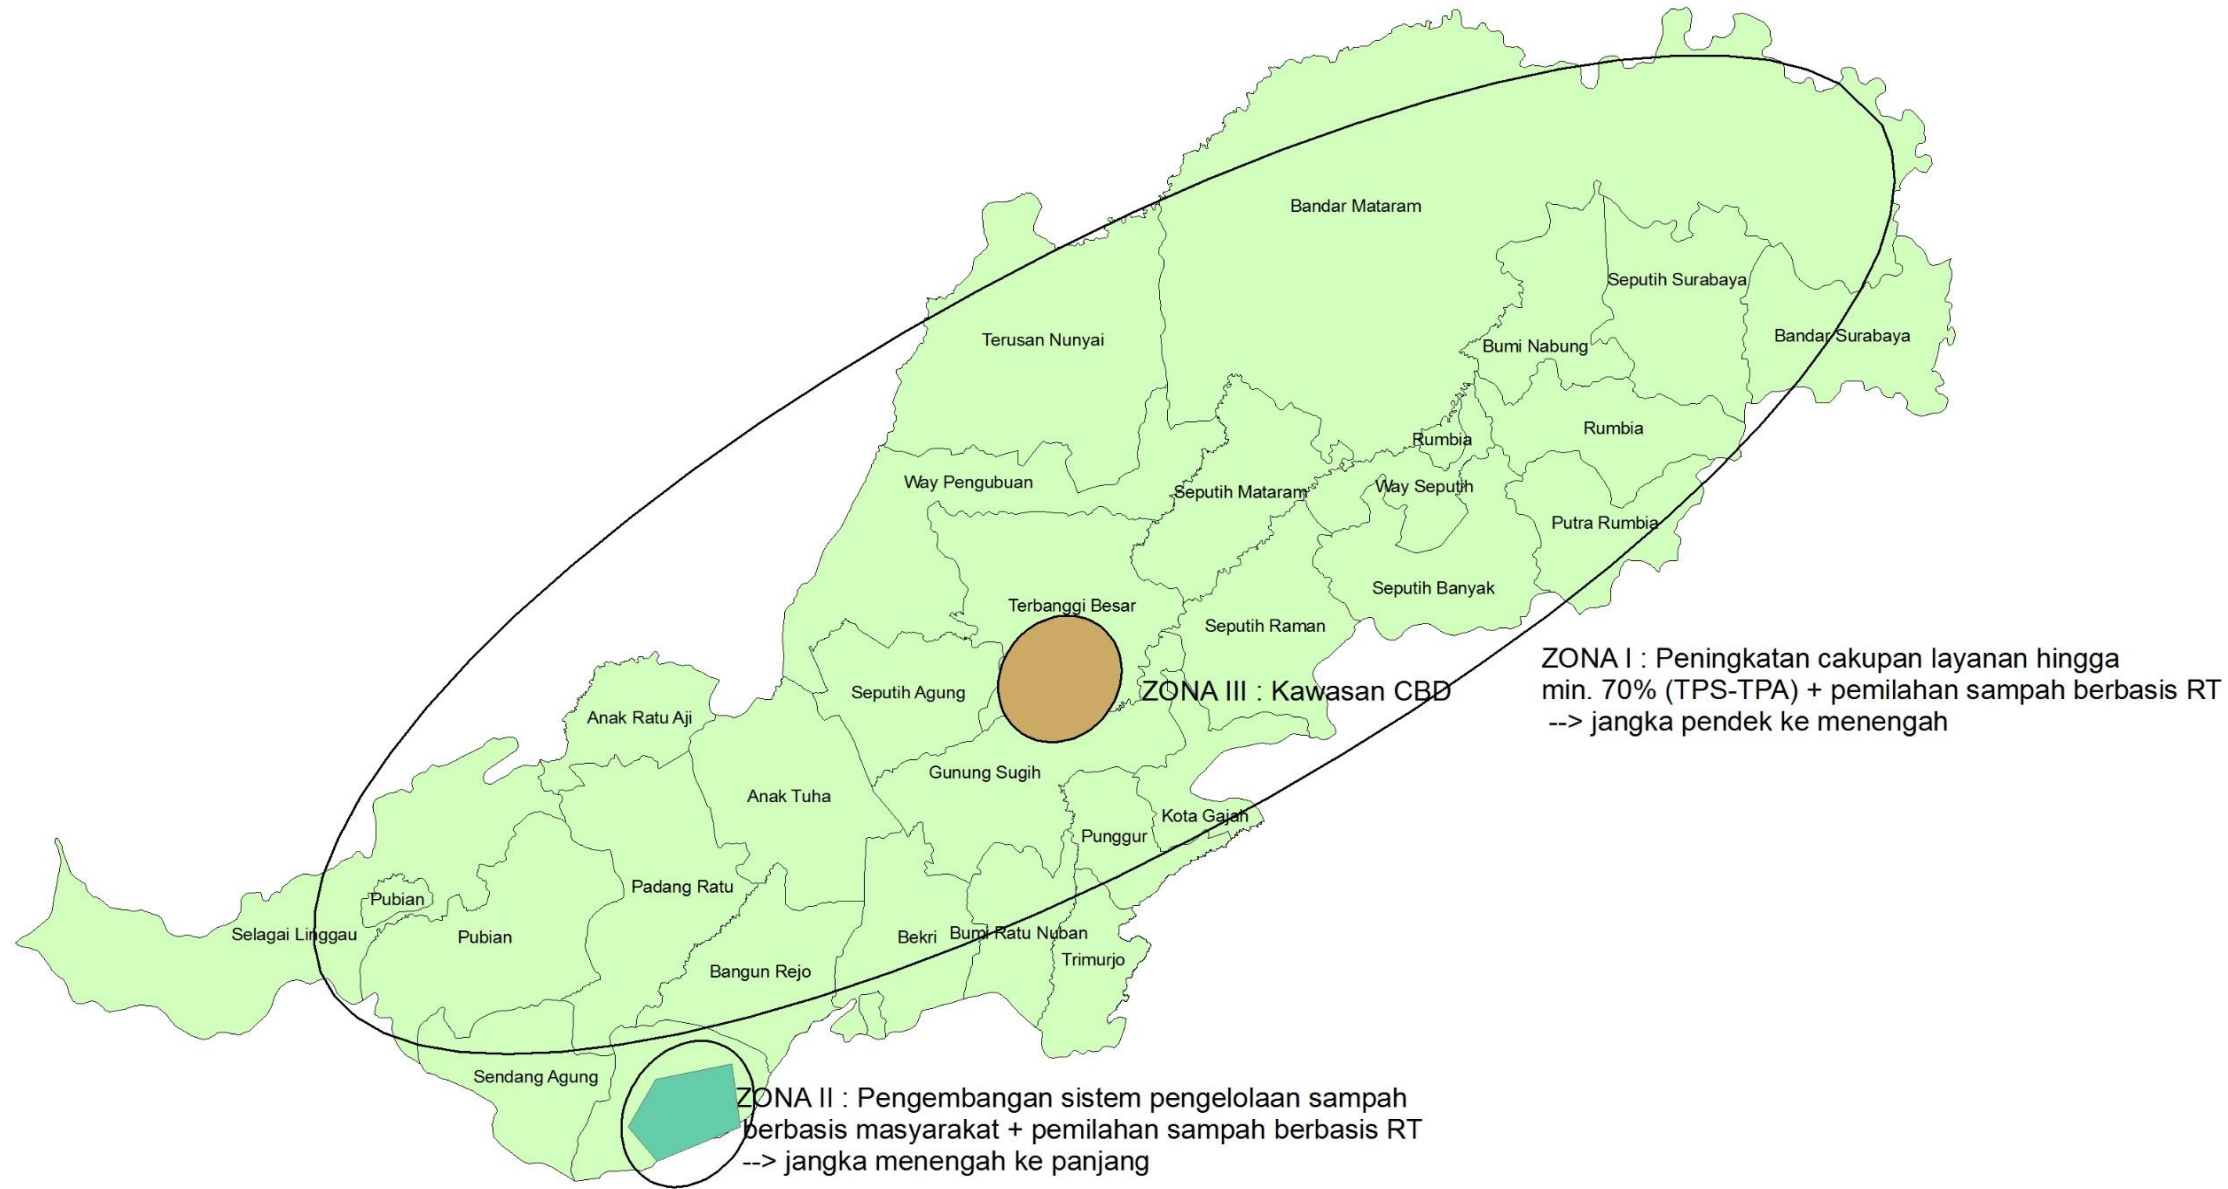 Bandar Mataram
Seputih Surabaya
Terusan Nunyai
Bandar Surabaya
Bumi Nabung
Rumbia
Rumbia
Way Pengubuan
Seputih Mataram
Way Seputih
Putra Rumbia
Seputih Banyak
Terbanggi Besar
Seputih Raman
ZONA I : Peningkatan cakupan layanan hingga
min. 70% (TPS-TPA) + pemilahan sampah berbasis RT
--> jangka pendek ke menengah
Seputih Agung
ZONA III : Kawasan CBD
Anak Ratu Aji
Gunung Sugih
Anak Tuha
Kota Gajah
Punggur
Padang Ratu
Pubian
Selagai Linggau
Pubian
Bekri
Bumi Ratu Nuban
Trimurjo
Bangun Rejo
Sendang Agung
ZONA II : Pengembangan sistem pengelolaan sampah
berbasis masyarakat + pemilahan sampah berbasis RT
--> jangka menengah ke panjang